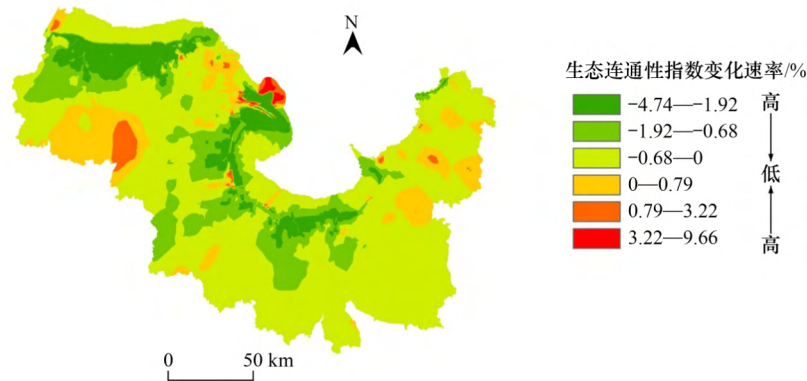 N
生态连通性指数变化速率/%
-4.74—-1.92
-1.92—-0.68
-0.68—0
0—0.79
0.79—3.22
3.22—9.66
高
低
高
0
50 km